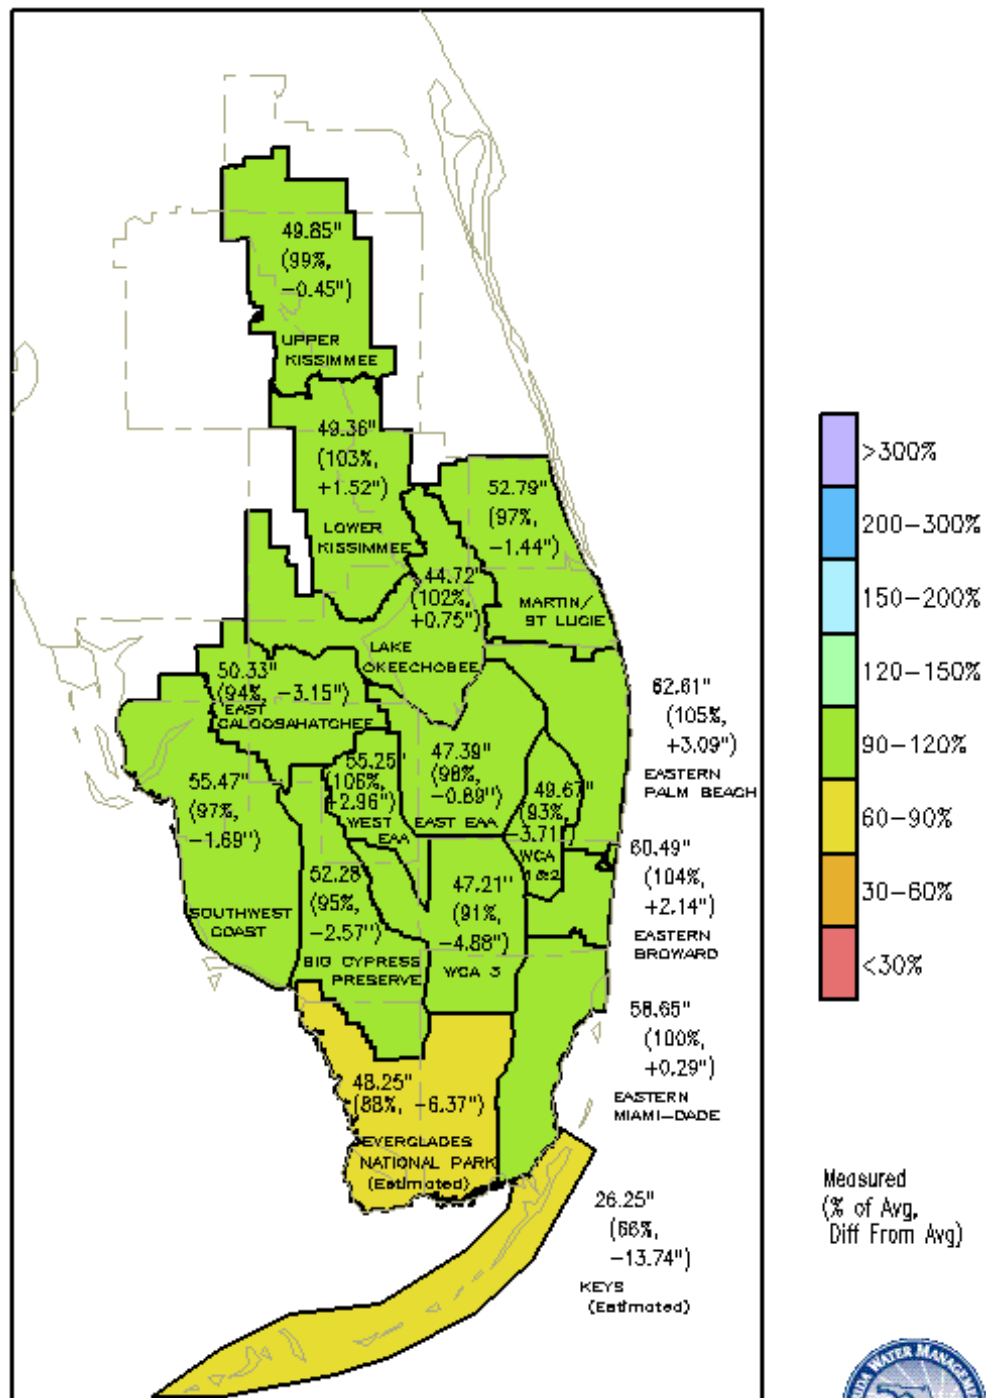 49.85"
(99%,
-0.45")
UPPER
KISSIMMEE
49.36"
(103%,
+1.52")
LOWER
KISSIMMEE
52.79"
(97%,
-1.44")
MARTIN/
ST LUCIE
44.72"
(102%,
+0.75")
LAKE
OKEECHOBEE
50.33"
(94%, -3.15")
EAST
CALOOSAHATCHEE
62.61"
(105%,
+3.09")
EASTERN
PALM BEACH
55.47"
(97%,
-1.69")
SOUTHWEST
COAST
55.25"
(106%,
+2.96")
WEST
EAA
47.39"
(98%,
-0.89")
EAST EAA
49.67"
(93%,
-3.71")
WCA
1 &2
60.49"
(104%,
+2.14")
EASTERN
BROWARD
52.28"
(95%,
-2.57")
BIG CYPRESS
PRESERVE
47.21"
(91%,
-4.88")
WCA 3
58.65"
(100%,
+0.29")
EASTERN
MIAMI-DADE
48.25"
(88%, -6.37")
EVERGLADES
NATIONAL PARK
(Estimated)
26.25"
(66%,
-13.74")
KEYS
(Estimated)
>300%
200-300%
150-200%
120-150%
90-120%
60-90%
30-60%
<30%
Measured
(% of Avg,
Diff From Avg)
WATER